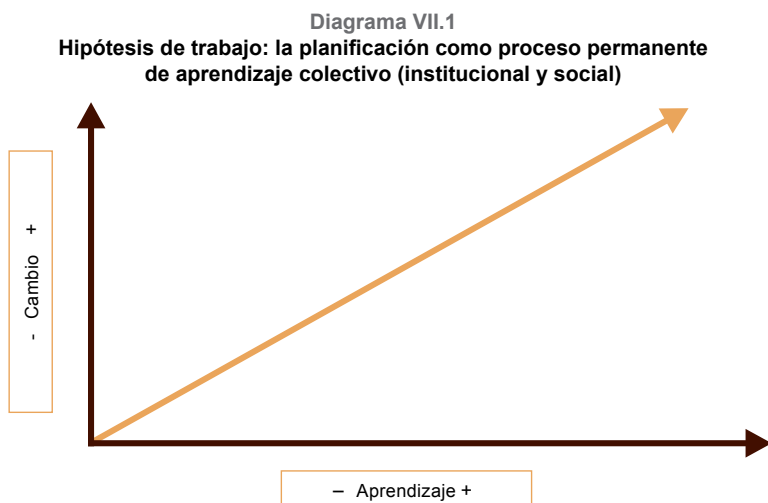 Diagrama VII.1
Hipótesis de trabajo: la planificación como proceso permanente
de aprendizaje colectivo (institucional y social)
- Cambio +
– Aprendizaje +